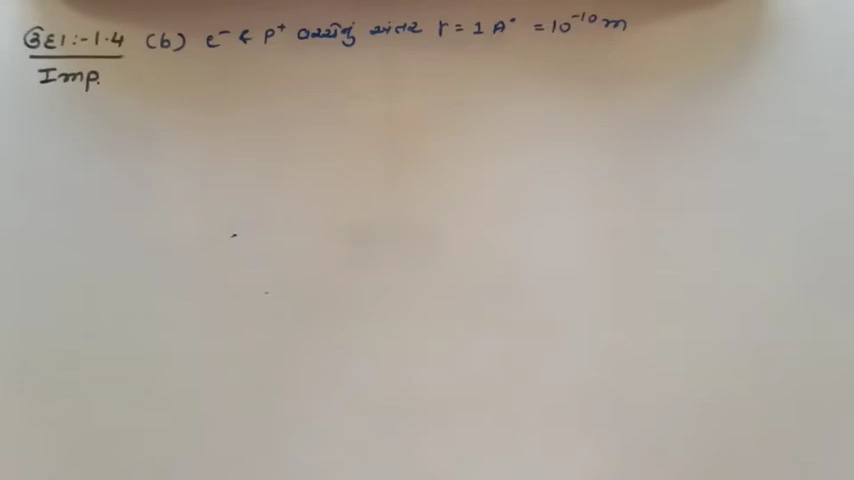 ઉદા:-1.4 (b) e⁻ & p⁺ વચ્ચેનું અંતર r = 1 A° = 10⁻¹⁰ m
Imp.